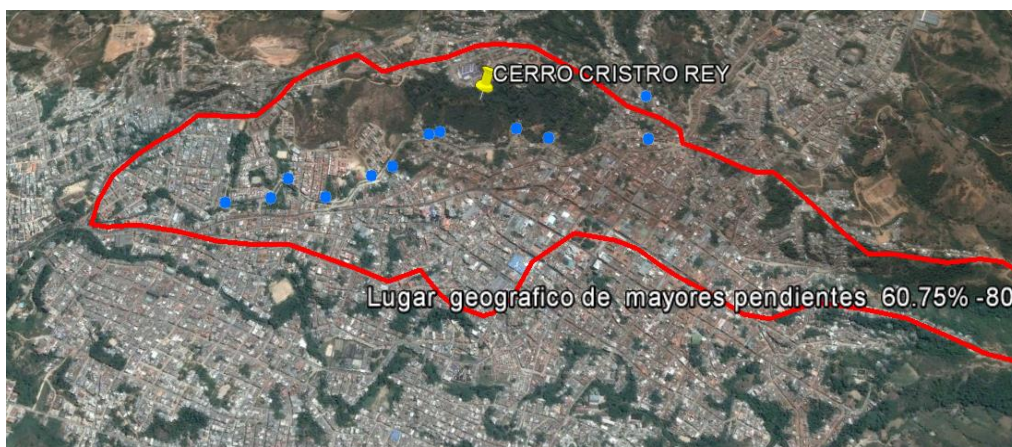 CERRO CRISTRO REY
Lugar geografico de mayores pendientes 60.75% -80